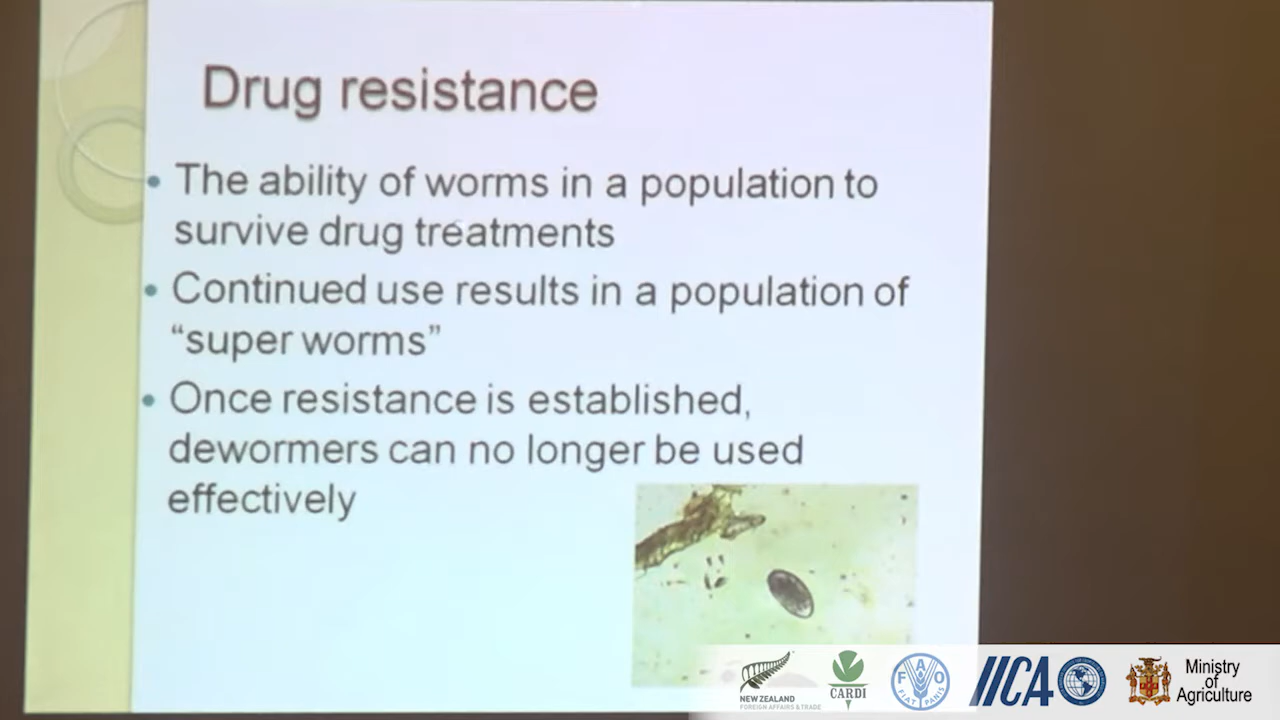 Drug resistance
• The ability of worms in a population to
survive drug treatments
• Continued use results in a population of
“super worms”
• Once resistance is established,
dewormers can no longer be used
effectively
NEW ZEALAND
FOREIGN AFFAIRS & TRADE
CARDI
FAO
FIAT PANIS
IICA
Ministry
of
Agriculture